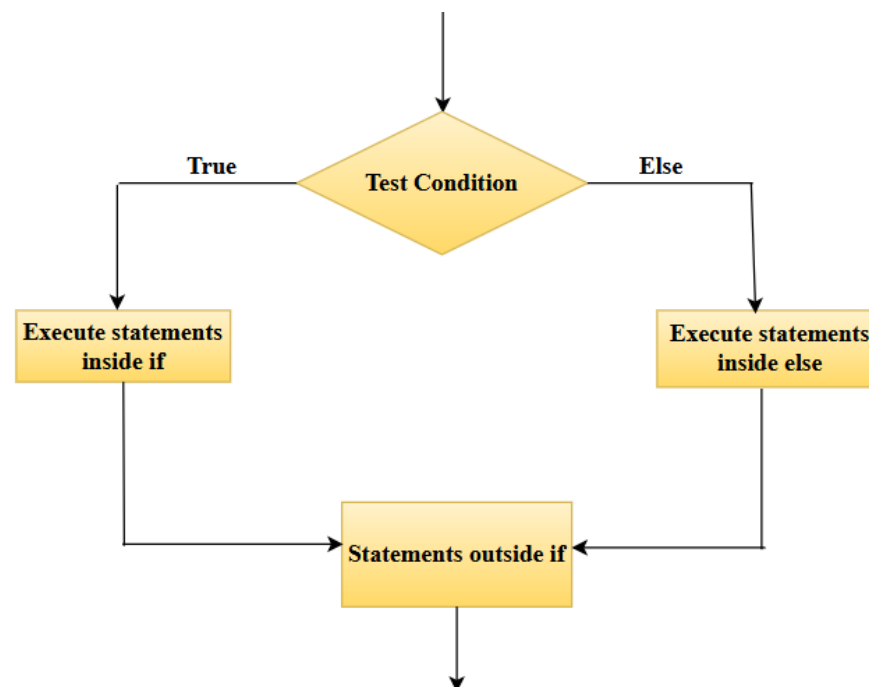 True
Test Condition
Else
Execute statements
inside if
Execute statements
inside else
Statements outside if